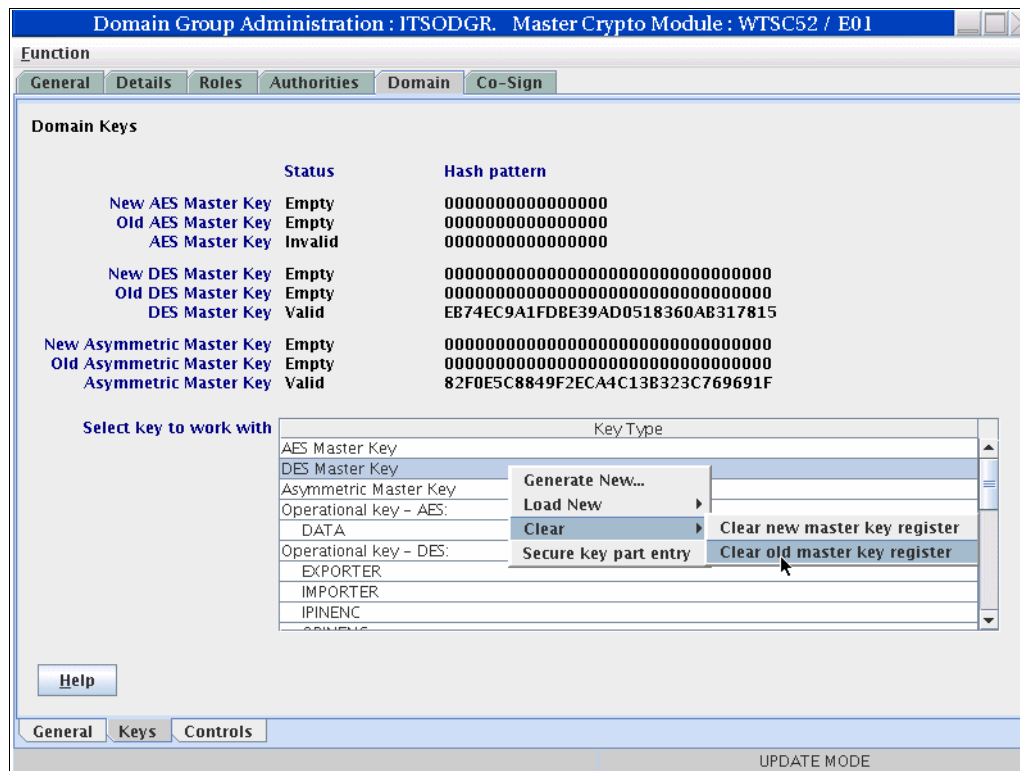 Domain Group Administration : ITSODGR. Master Crypto Module : WTSC52 / E01
Function
General Details Roles Authorities Domain Co-Sign
Domain Keys
Status Hash pattern
New AES Master Key Empty 0000000000000000
Old AES Master Key Empty 0000000000000000
AES Master Key Invalid 0000000000000000
New DES Master Key Empty 00000000000000000000000000000000
Old DES Master Key Empty 00000000000000000000000000000000
DES Master Key Valid EB74EC9A1FDBE39AD0518360AB317815
New Asymmetric Master Key Empty 00000000000000000000000000000000
Old Asymmetric Master Key Empty 00000000000000000000000000000000
Asymmetric Master Key Valid 82F0E5C8849F2ECA4C13B323C769691F
Select key to work with Key Type
AES Master Key
DES Master Key
Generate New...
Asymmetric Master Key
Load New
Operational key - AES:
DATA
Clear Clear new master key register
Operational key - DES:
Secure key part entry Clear old master key register
EXPORTER
IMPORTER
IPINENC
Help
General Keys Controls
UPDATE MODE